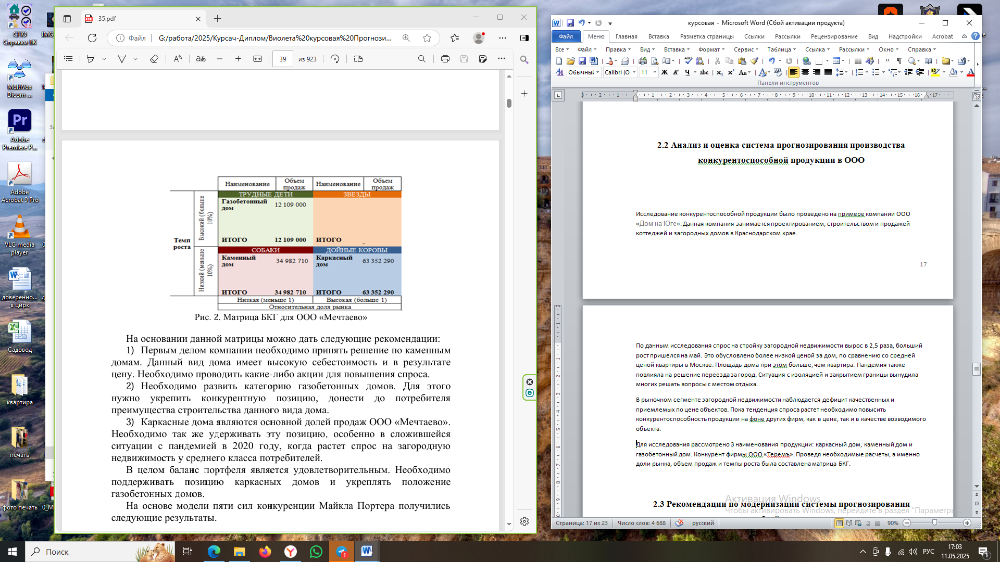 СПО
Справки БК
MultiVox
Dicom ...
Adobe
Premiere P...
Adobe
Acrobat 9 Pro
VLC media
player
доверенно...
в цирк
Садовод
квартира
печать
фото печать
35.pdf
Файл
G:/работа/2025/Курсач-Диплом/Виолета%20курсовая%20Прогнози...
39
из 923
Наименование
Объем
продаж
Наименование
Объем
продаж
ТРУДНЫЕ ДЕТИ
ЗВЕЗДЫ
Темп
роста
Высокий (больше
10%)
Газобетонный
дом
12 109 000
ИТОГО
12 109 000
ИТОГО
-
СОБАКИ
ДОЙНЫЕ КОРОВЫ
Низкий (меньше
10%)
Каменный
дом
34 982 710
Каркасный
дом
63 352 290
ИТОГО
34 982 710
ИТОГО
63 352 290
Низкая (меньше 1)
Высокая (больше 1)
Относительная доля рынка
Рис. 2. Матрица БКГ для ООО «Мечтаево»
На основании данной матрицы можно дать следующие рекомендации:
1) Первым делом компании необходимо принять решение по каменным
домам. Данный вид дома имеет высокую себестоимость и в результате
цену. Необходимо проводить какие-либо акции для повышения спроса.
2) Необходимо развить категорию газобетонных домов. Для этого
нужно укрепить конкурентную позицию, донести до потребителя
преимущества строительства данного вида дома.
3) Каркасные дома являются основной долей продаж ООО «Мечтаево».
Необходимо так же удерживать эту позицию, особенно в сложившейся
ситуации с пандемией в 2020 году, когда растет спрос на загородную
недвижимость у среднего класса потребителей.
В целом баланс портфеля является удовлетворительным. Необходимо
поддерживать позицию каркасных домов и укреплять положение
газобетонных домов.
На основе модели пяти сил конкуренции Майкла Портера получились
следующие результаты.
курсовая - Microsoft Word (Сбой активации продукта)
Файл Меню Главная Вставка Разметка страницы Ссылки Рассылки Рецензирование Вид Надстройки Acrobat
Все Файл Правка Вид Вставка Формат Сервис Таблица Ссылка Рассылки Окно Справка
Обычный Calibri (О 11 Ж К Ч abc
Панели инструментов
2.2 Анализ и оценка система прогнозирования производства
конкурентоспособной продукции в ООО
Исследование конкурентоспособной продукции было проведено на примере компании ООО
«Дом на Юге». Данная компания занимается проектированием, строительством и продажей
коттеджей и загородных домов в Краснодарском крае.
17
По данным исследования спрос на стройку загородной недвижимости вырос в 2,5 раза, больший
рост пришелся на май. Это обусловлено более низкой ценой за дом, по сравнению со средней
ценой квартиры в Москве. Площадь дома при этом больше, чем квартира. Пандемия также
повлияла на решение переезда за город. Ситуация с изоляцией и закрытием границы вынудила
многих решать вопросы с местом отдыха.
В рыночном сегменте загородной недвижимости наблюдается дефицит качественных и
приемлемых по цене объектов. Пока тенденция спроса растет необходимо повысить
конкурентоспособность продукции на фоне других фирм, как в цене, так и в качестве возводимого
объекта.
Для исследования рассмотрено 3 наименования продукции: каркасный дом, каменный дом и
газобетонный дом. Конкурент фирмы ООО «Теремъ». Проведя необходимые расчеты, а именно
доли рынка, объем продаж и темпы роста была составлена матрица БКГ.
2.3 Рекомендации по модернизации системы прогнозирования
Активация Windows
Чтобы активировать Windows, перейдите в раздел "Параметры
Страница: 17 из 23
Число слов: 4 688
русский
90%
Поиск
РУС
17:03
11.05.2025